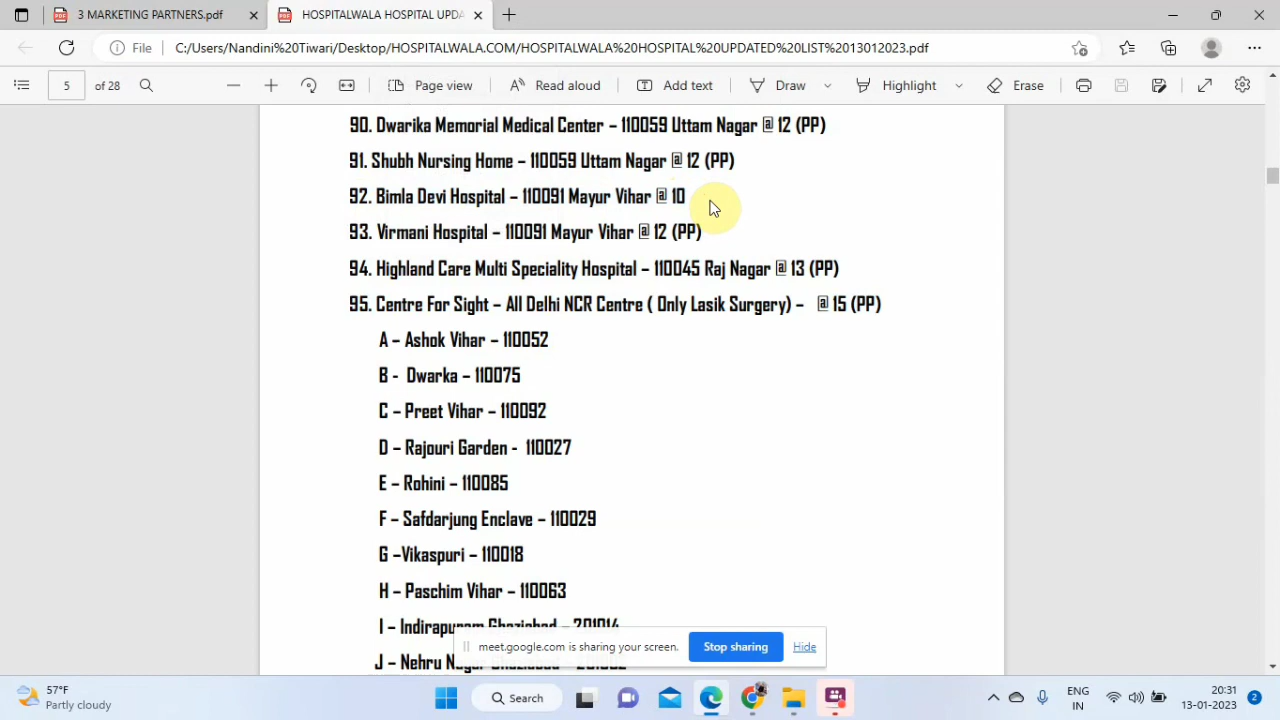 3 MARKETING PARTNERS.pdf
HOSPITALWALA HOSPITAL UPDA
File
C:/Users/Nandini%20Tiwari/Desktop/HOSPITALWALA.COM/HOSPITALWALA%20HOSPITAL%20UPDATED%20LIST%2013012023.pdf
5 of 28
Page view
Read aloud
Add text
Draw
Highlight
Erase
90. Dwarika Memorial Medical Center – 110059 Uttam Nagar @ 12 (PP)
91. Shubh Nursing Home – 110059 Uttam Nagar @ 12 (PP)
92. Bimla Devi Hospital – 110091 Mayur Vihar @ 10
93. Virmani Hospital – 110091 Mayur Vihar @ 12 (PP)
94. Highland Care Multi Speciality Hospital – 110045 Raj Nagar @ 13 (PP)
95. Centre For Sight – All Delhi NCR Centre ( Only Lasik Surgery) – @ 15 (PP)
A – Ashok Vihar – 110052
B - Dwarka – 110075
C – Preet Vihar – 110092
D – Rajouri Garden - 110027
E – Rohini – 110085
F – Safdarjung Enclave – 110029
G –Vikaspuri – 110018
H – Paschim Vihar – 110063
I – Indirapuram Ghaziabad – 201014
meet.google.com is sharing your screen.
Stop sharing
Hide
J – Nehru
57°F
artly cloudy
Search
ENG
IN
20:31
13-01-2023
2